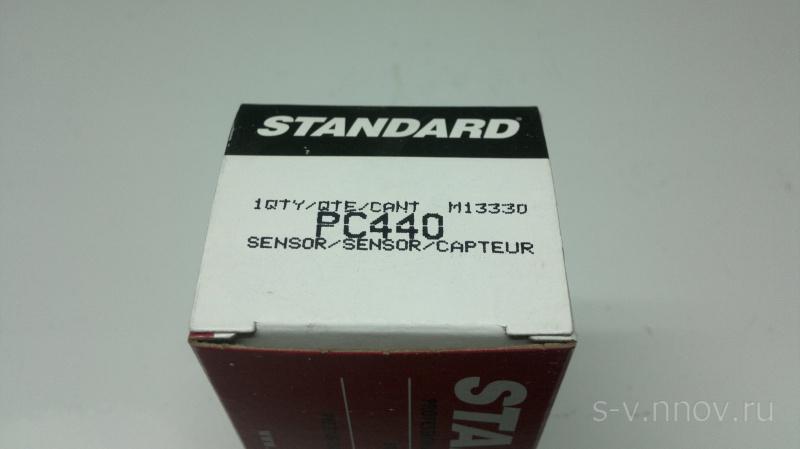 STANDARD
1QTY/QTE/CANT M13330
PC440
SENSOR/SENSOR/CAPTEUR
STA
s-v.nnov.ru